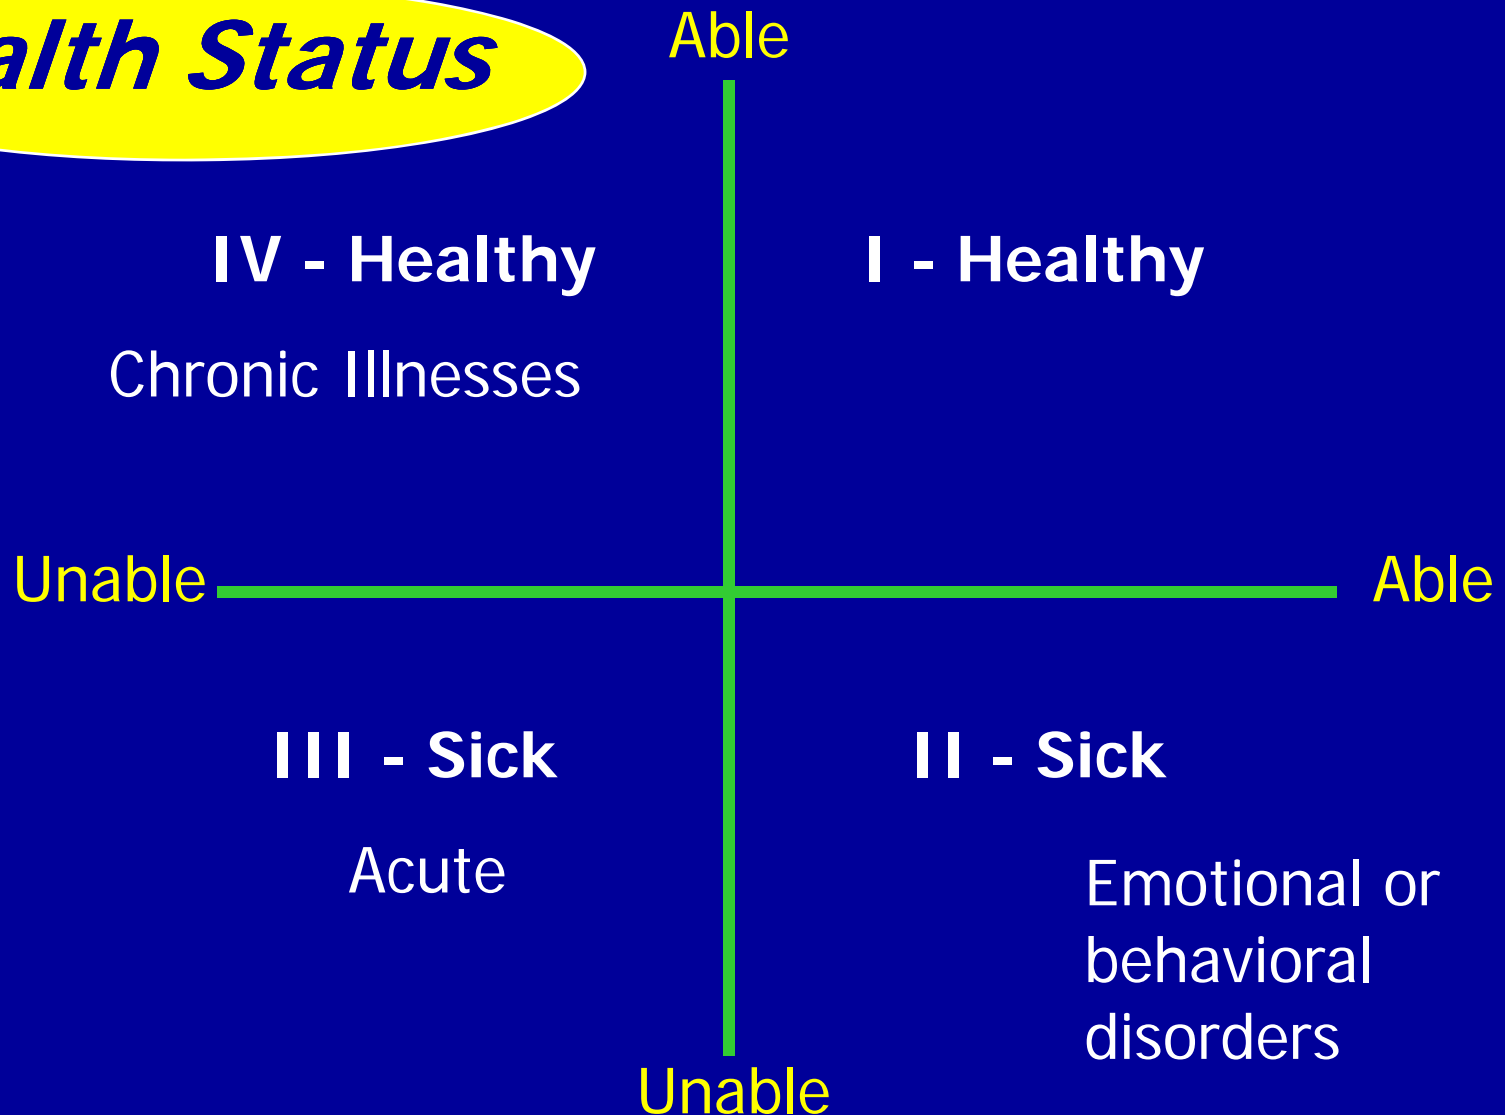 alth Status
Able
IV - Healthy
I - Healthy
Chronic Illnesses
Unable
Able
III - Sick
II - Sick
Acute
Emotional or
behavioral
disorders
Unable